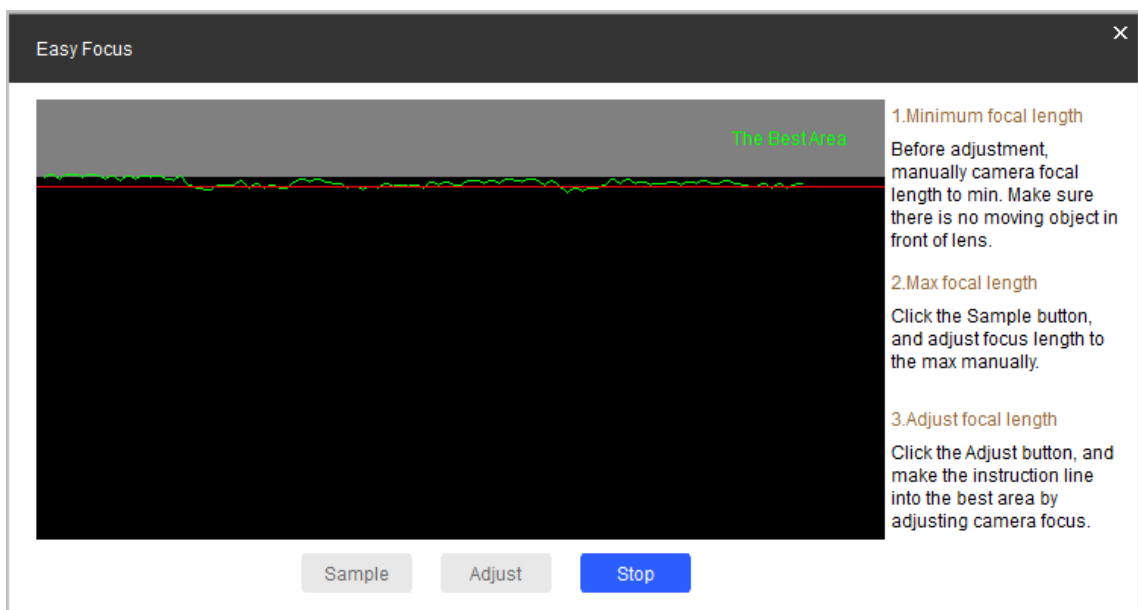 Easy Focus
The Best Area
1.Minimum focal length
Before adjustment,
manually camera focal
length to min. Make sure
there is no moving object in
front of lens.
2.Max focal length
Click the Sample button,
and adjust focus length to
the max manually.
3.Adjust focal length
Click the Adjust button, and
make the instruction line
into the best area by
adjusting camera focus.
Sample Adjust Stop